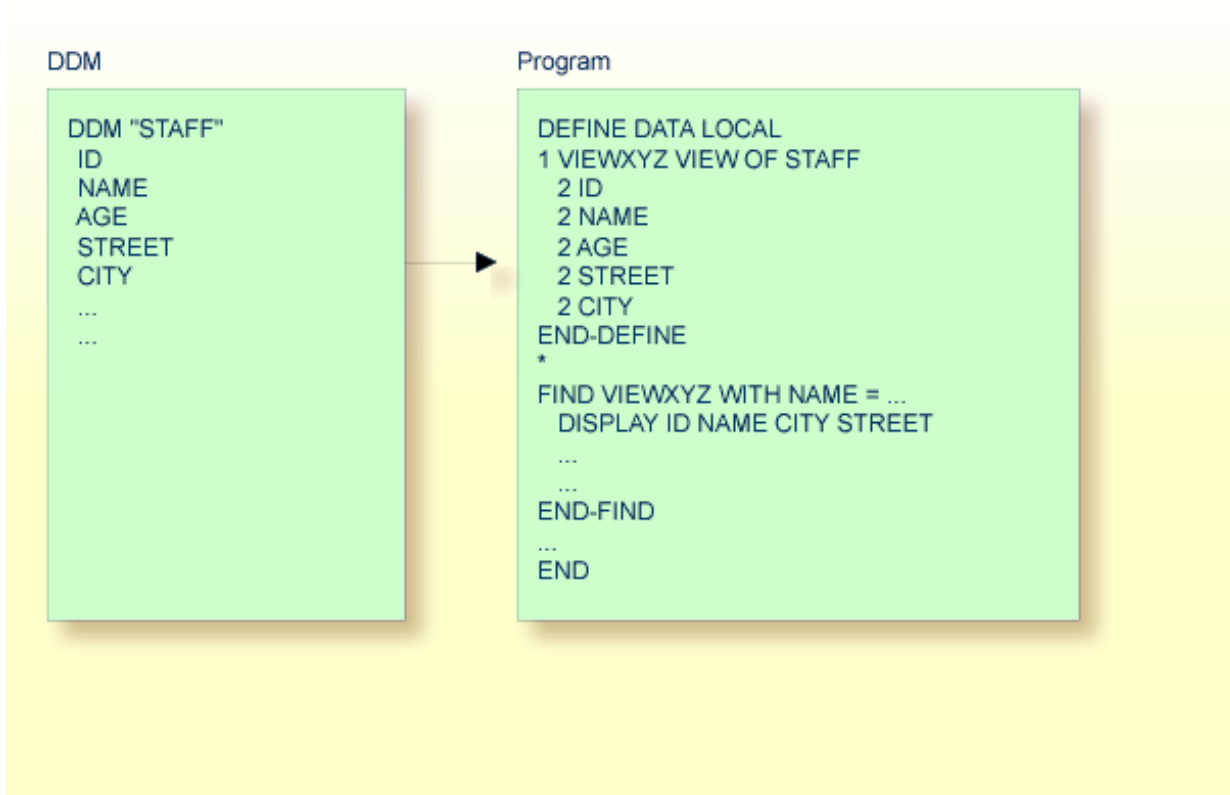 DDM
DDM "STAFF"
ID
NAME
AGE
STREET
CITY
...
...
Program
DEFINE DATA LOCAL
1 VIEWXYZ VIEW OF STAFF
2 ID
2 NAME
2 AGE
2 STREET
2 CITY
END-DEFINE
*
FIND VIEWXYZ WITH NAME = ...
DISPLAY ID NAME CITY STREET
...
...
END-FIND
...
END